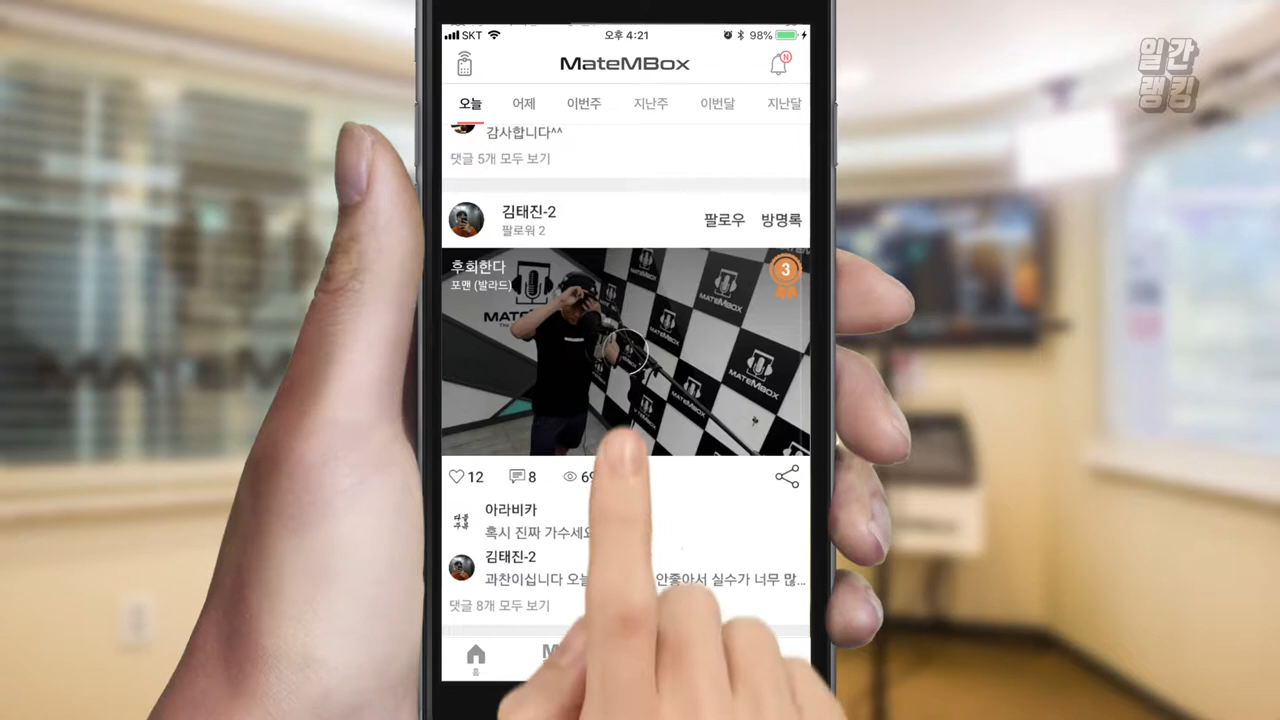 SKT 오후 4:21 98%
MateMBox
N
일간
랭킹
오늘 어제 이번주 지난주 이번달 지난달
감사합니다^^
댓글 5개 모두 보기
김태진-2
팔로워 2
팔로우 방명록
후회한다
포맨 (발라드)
3
MATEMBOX
MATEMBOX
MATEMBOX
12 8
아라비카
혹시 진짜 가수세요
김태진-2
과찬이십니다 안좋아서 실수가 너무 많...
댓글 8개 모두 보기
홈